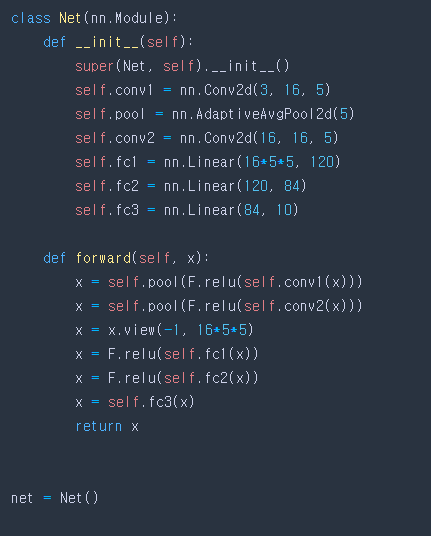 class Net(nn.Module):
    def __init__(self):
        super(Net, self).__init__()
        self.conv1 = nn.Conv2d(3, 16, 5)
        self.pool = nn.AdaptiveAvgPool2d(5)
        self.conv2 = nn.Conv2d(16, 16, 5)
        self.fc1 = nn.Linear(16*5*5, 120)
        self.fc2 = nn.Linear(120, 84)
        self.fc3 = nn.Linear(84, 10)

    def forward(self, x):
        x = self.pool(F.relu(self.conv1(x)))
        x = self.pool(F.relu(self.conv2(x)))
        x = x.view(-1, 16*5*5)
        x = F.relu(self.fc1(x))
        x = F.relu(self.fc2(x))
        x = self.fc3(x)
        return x


net = Net()